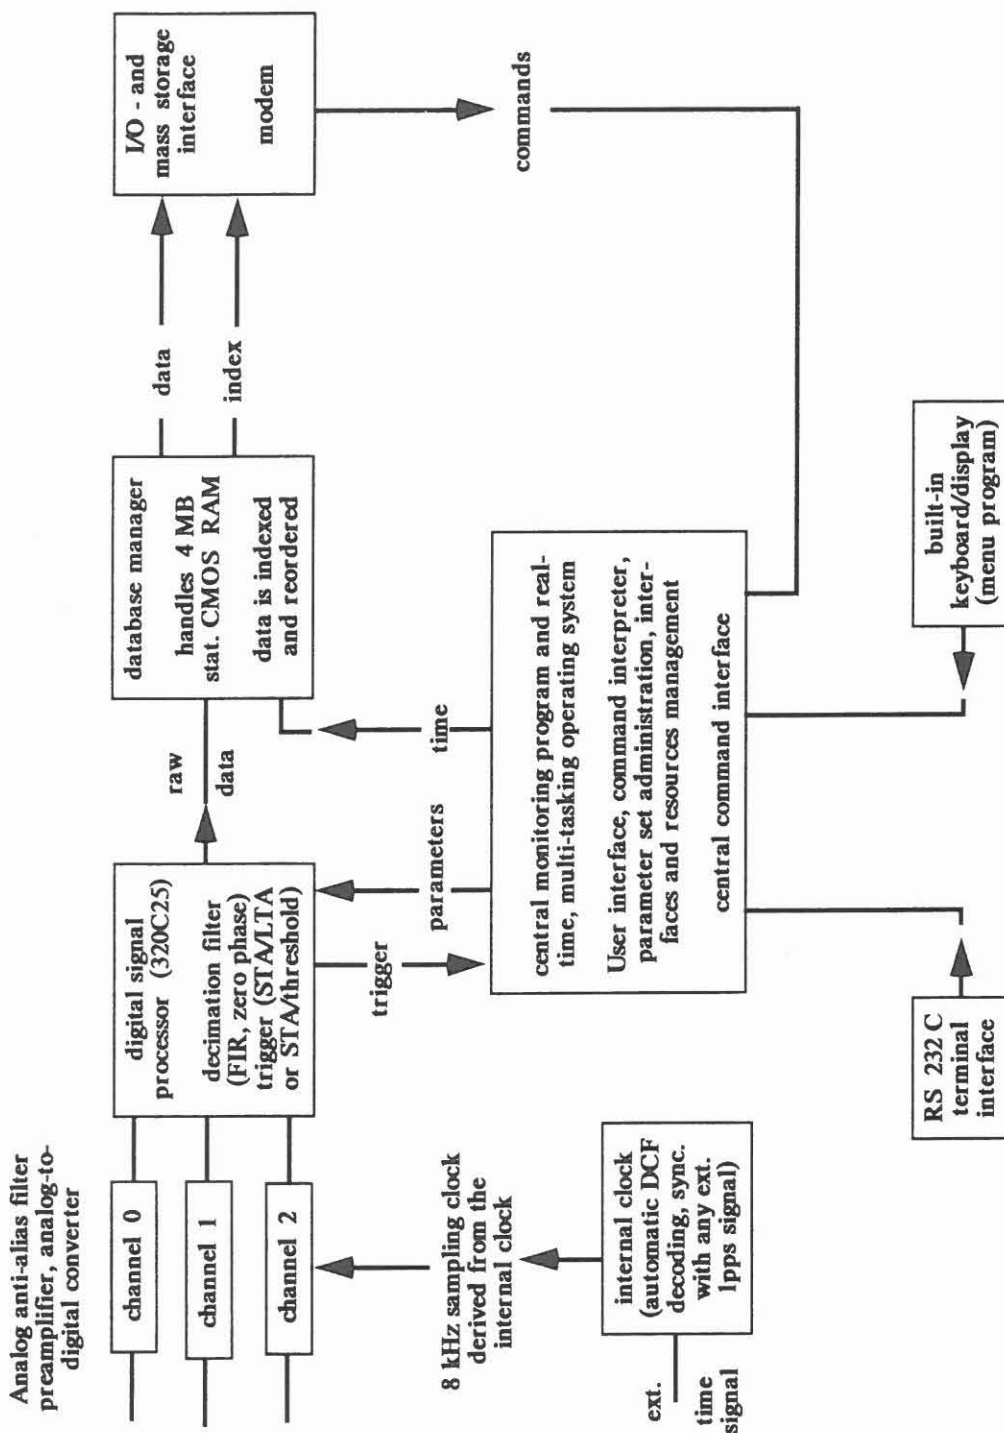 Analog anti-alias filter
preamplifier, analog-to-
digital converter
channel 0
channel 1
channel 2
digital signal
processor (320C25)
decimation filter
(FIR, zero phase)
trigger (STA/LTA
or STA/threshold)
raw
data
database manager
handles 4 MB
stat. CMOS RAM
data is indexed
and reordered
data
index
I/O - and
mass storage
interface
modem
8 kHz sampling clock
derived from the
internal clock
trigger
parameters
time
commands
ext.
time
signal
internal clock
(automatic DCF
decoding, sync.
with any ext.
1pps signal)
central monitoring program and real-
time, multi-tasking operating system
User interface, command interpreter,
parameter set administration, inter-
faces and resources management
central command interface
RS 232 C
terminal
interface
built-in
keyboard/display
(menu program)